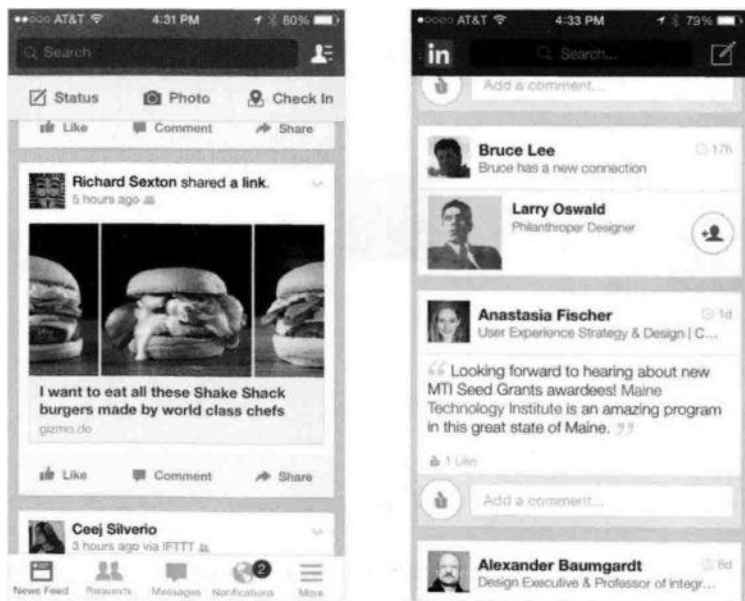 AT&T 4:31 PM 80%
Search
Status Photo Check In
Like Comment Share
Richard Sexton shared a link.
5 hours ago
I want to eat all these Shake Shack
burgers made by world class chefs
gizmo.do
Like Comment Share
Ceej Silverio
3 hours ago via IFTTT
2
News Feed Requests Messages Notifications More
AT&T 4:33 PM 79%
in Search...
Add a comment...
Bruce Lee 17h
Bruce has a new connection
Larry Oswald
Philanthroper Designer
Anastasia Fischer 1d
User Experience Strategy & Design | C...
“ Looking forward to hearing about new
MTI Seed Grants awardees! Maine
Technology Institute is an amazing program
in this great state of Maine. ”
1 Like
Add a comment...
Alexander Baumgardt 8d
Design Executive & Professor of integr...